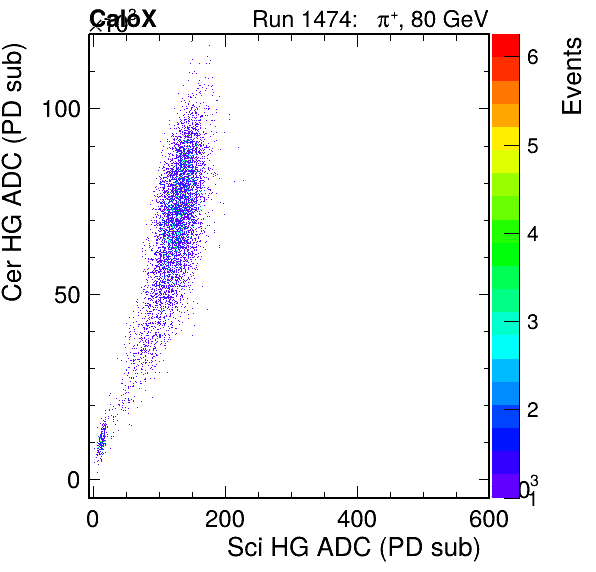 CaloX
Run 1474: π⁺, 80 GeV
Cer HG ADC (PD sub)
100
50
0
0
200
400
600
Sci HG ADC (PD sub)
Events
6
5
4
3
2
1